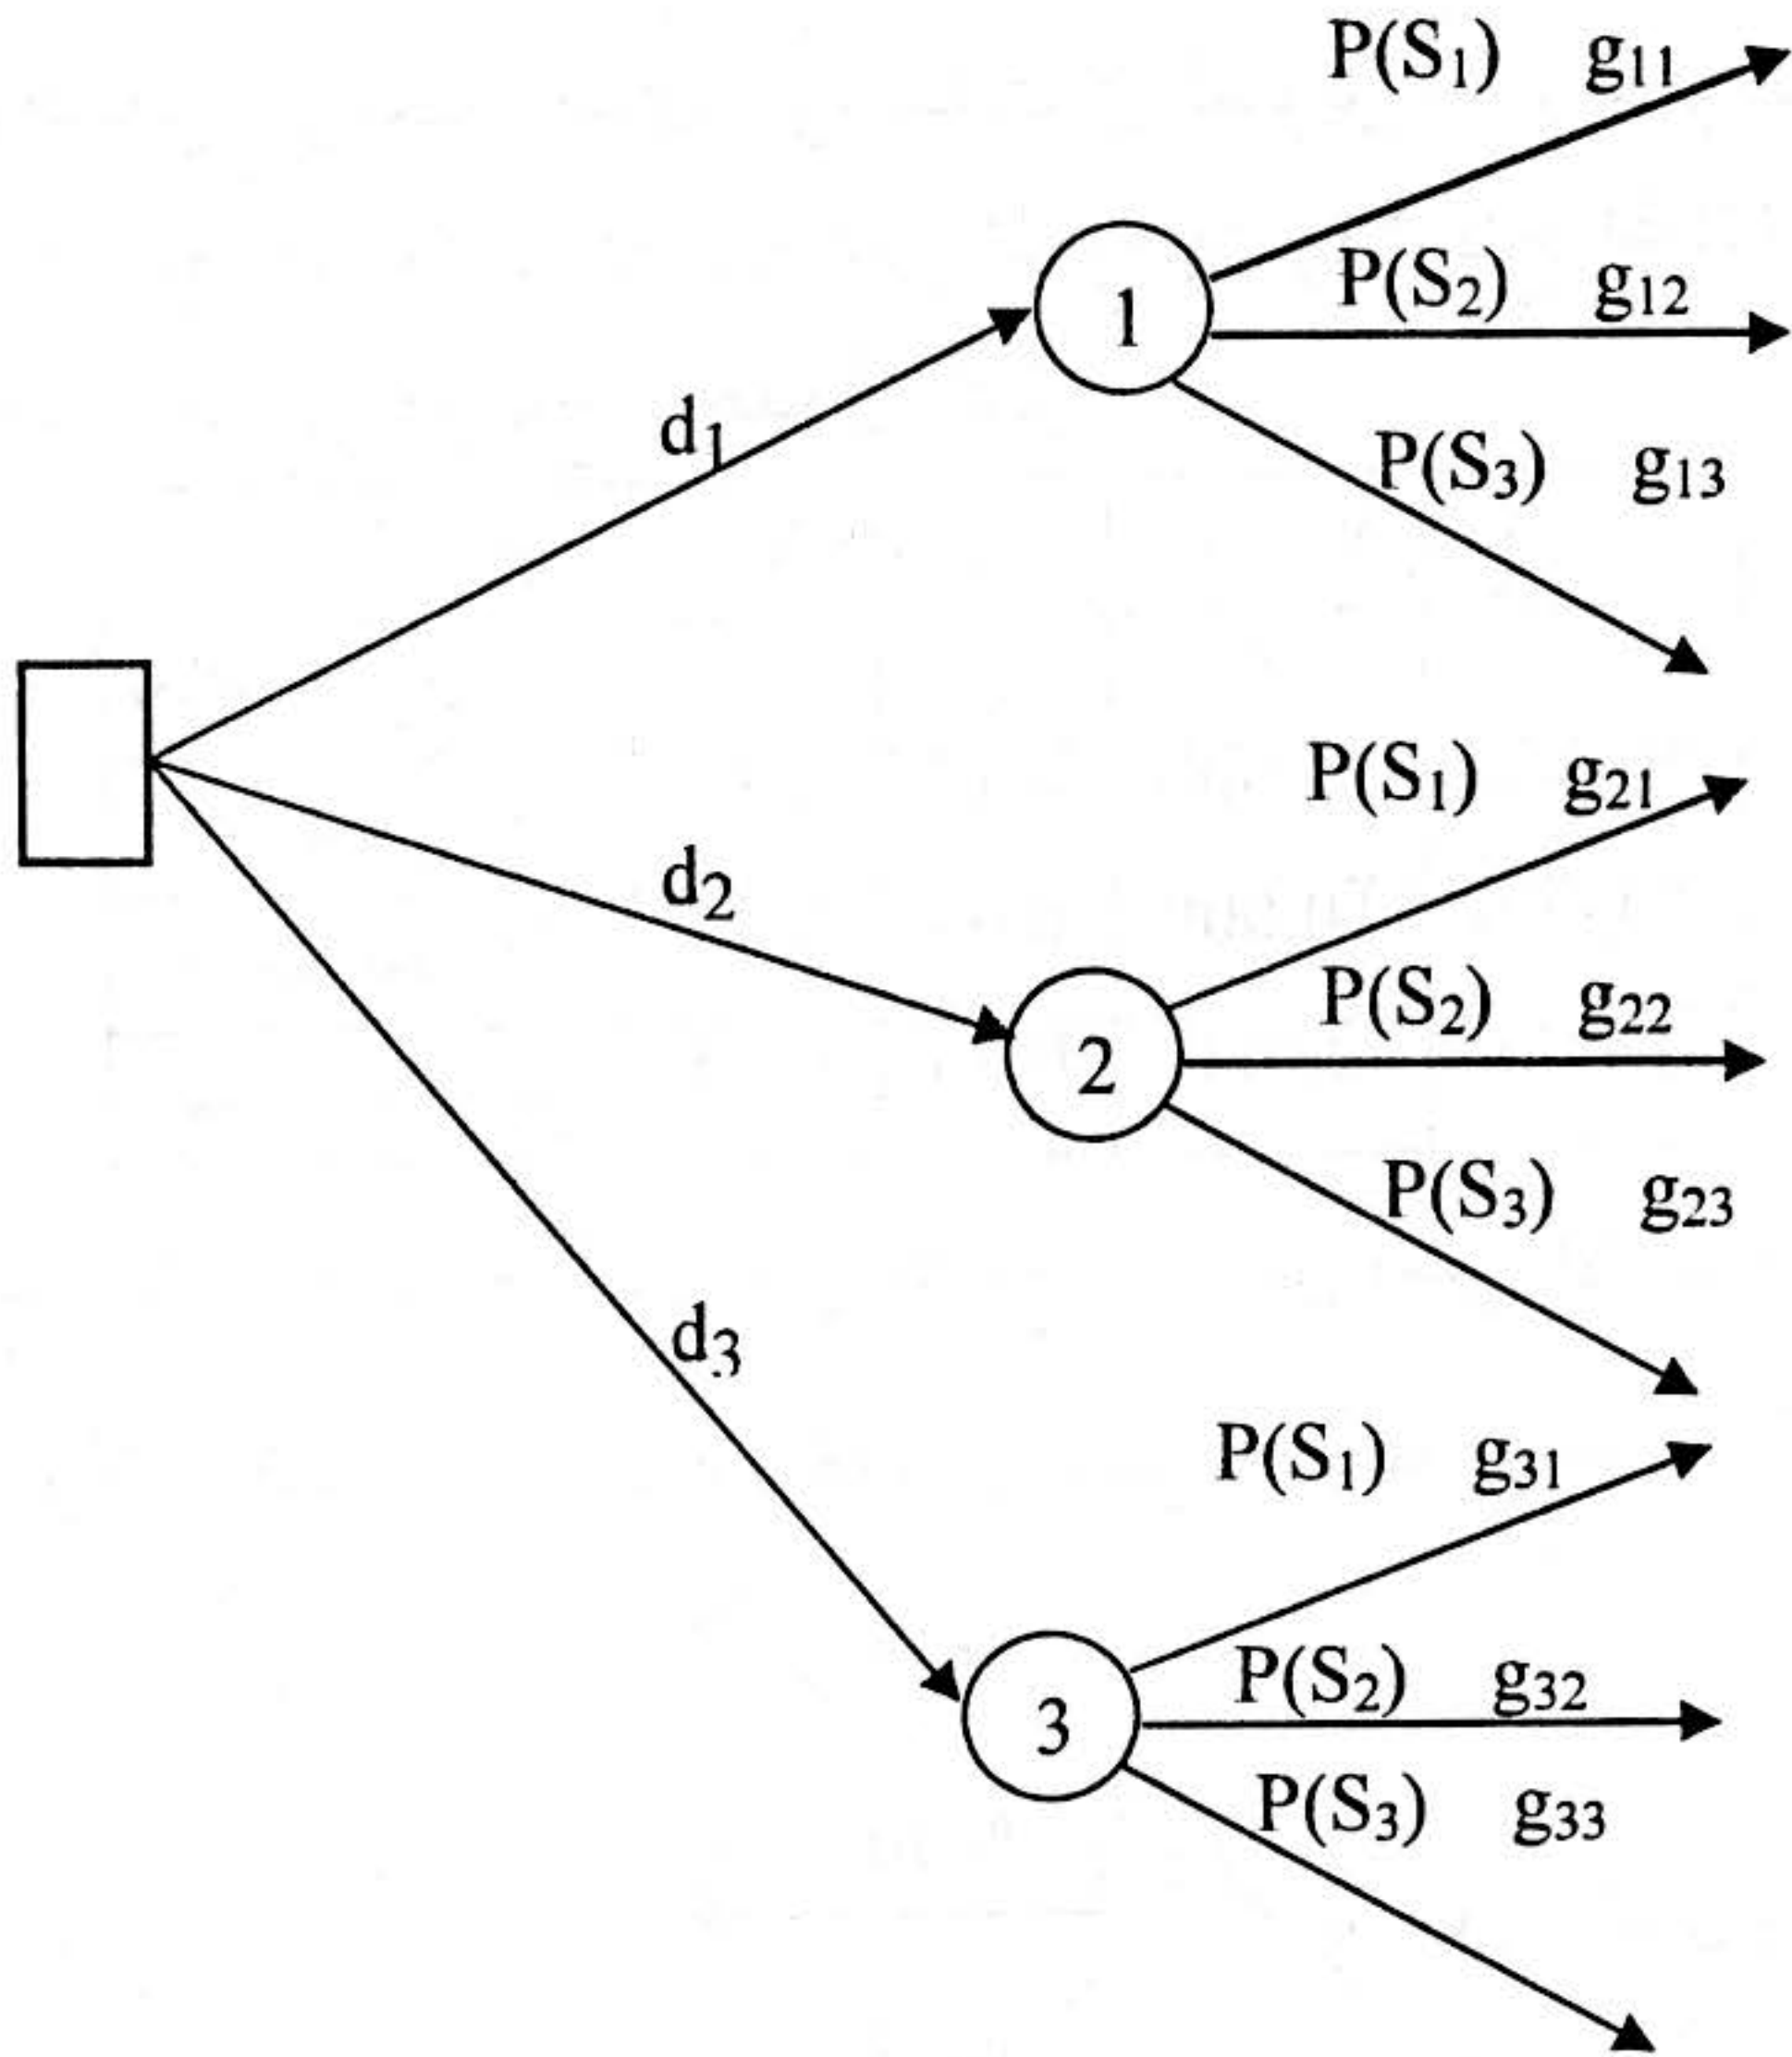 P(S₁) g₁₁
P(S₂) g₁₂
1
d₁
P(S₃) g₁₃
P(S₁) g₂₁
d₂
P(S₂) g₂₂
2
P(S₃) g₂₃
d₃
P(S₁) g₃₁
P(S₂) g₃₂
3
P(S₃) g₃₃